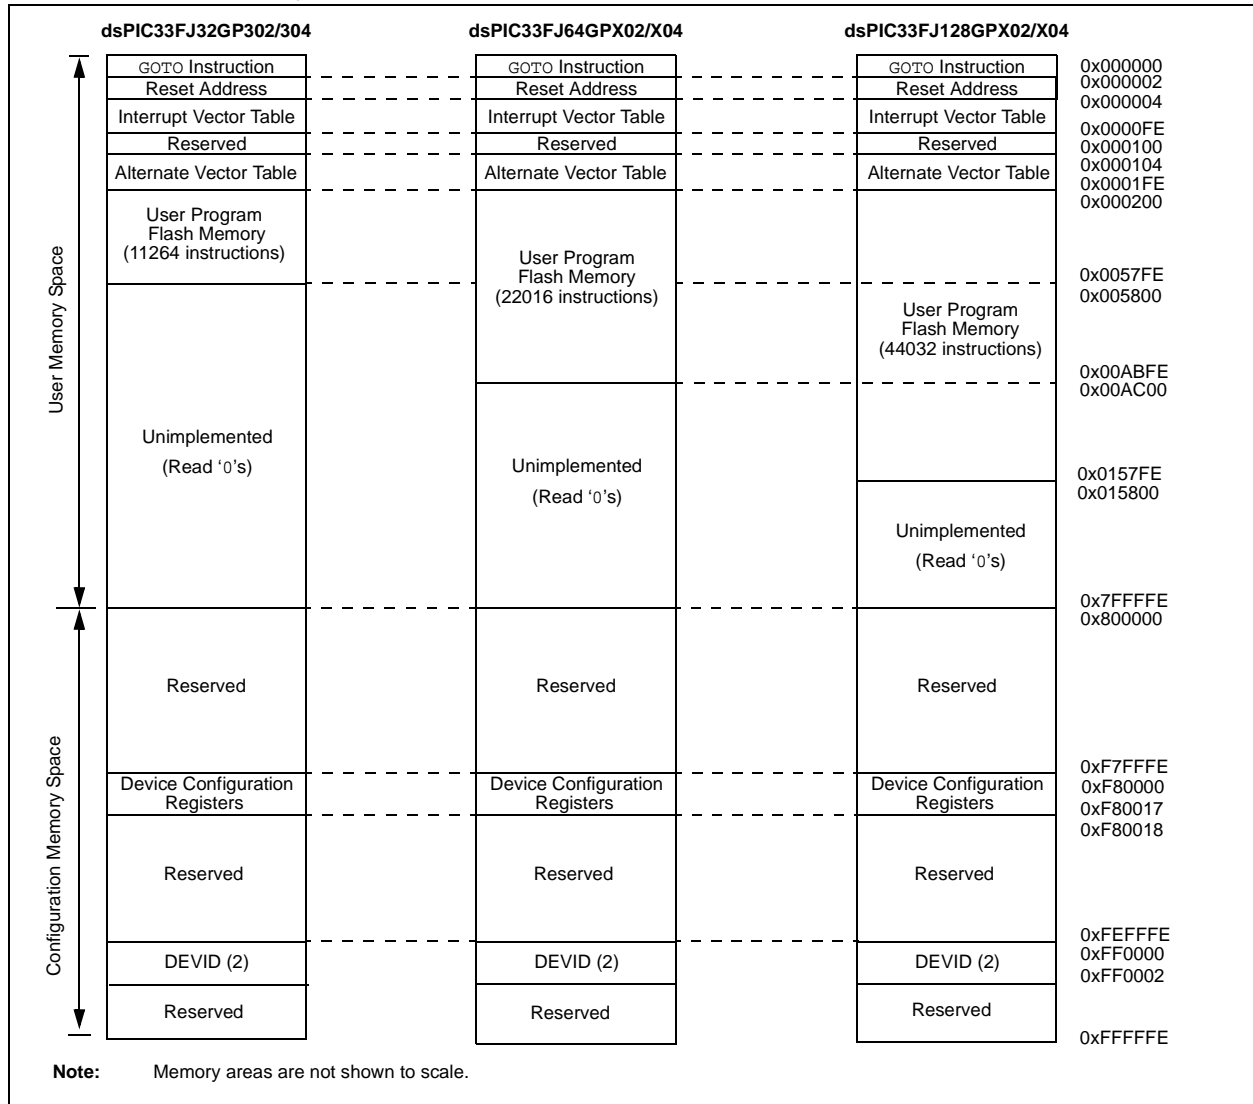 dsPIC33FJ32GP302/304
dsPIC33FJ64GPX02/X04
dsPIC33FJ128GPX02/X04
User Memory Space
Configuration Memory Space
GOTO Instruction
Reset Address
Interrupt Vector Table
Reserved
Alternate Vector Table
User Program
Flash Memory
(11264 instructions)
Unimplemented
(Read ‘0’s)
Reserved
Device Configuration
Registers
Reserved
DEVID (2)
Reserved
GOTO Instruction
Reset Address
Interrupt Vector Table
Reserved
Alternate Vector Table
User Program
Flash Memory
(22016 instructions)
Unimplemented
(Read ‘0’s)
Reserved
Device Configuration
Registers
Reserved
DEVID (2)
Reserved
GOTO Instruction
Reset Address
Interrupt Vector Table
Reserved
Alternate Vector Table
User Program
Flash Memory
(44032 instructions)
Unimplemented
(Read ‘0’s)
Reserved
Device Configuration
Registers
Reserved
DEVID (2)
Reserved
0x000000
0x000002
0x000004
0x0000FE
0x000100
0x000104
0x0001FE
0x000200
0x0057FE
0x005800
0x00ABFE
0x00AC00
0x0157FE
0x015800
0x7FFFFE
0x800000
0xF7FFFE
0xF80000
0xF80017
0xF80018
0xFEFFFE
0xFF0000
0xFF0002
0xFFFFFE
Note: Memory areas are not shown to scale.